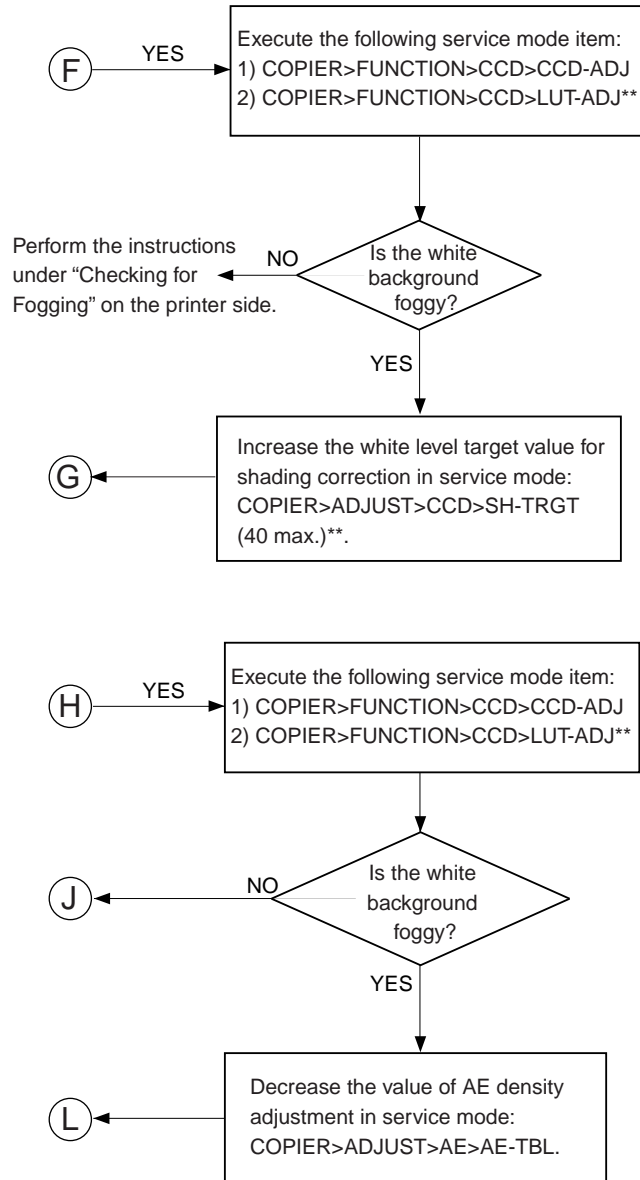 F
YES
Execute the following service mode item:
1) COPIER>FUNCTION>CCD>CCD-ADJ
2) COPIER>FUNCTION>CCD>LUT-ADJ**
Is the white
background
foggy?
NO
Perform the instructions
under “Checking for
Fogging” on the printer side.
YES
Increase the white level target value for
shading correction in service mode:
COPIER>ADJUST>CCD>SH-TRGT
(40 max.)**.
G
H
YES
Execute the following service mode item:
1) COPIER>FUNCTION>CCD>CCD-ADJ
2) COPIER>FUNCTION>CCD>LUT-ADJ**
Is the white
background
foggy?
NO
J
YES
Decrease the value of AE density
adjustment in service mode:
COPIER>ADJUST>AE>AE-TBL.
L